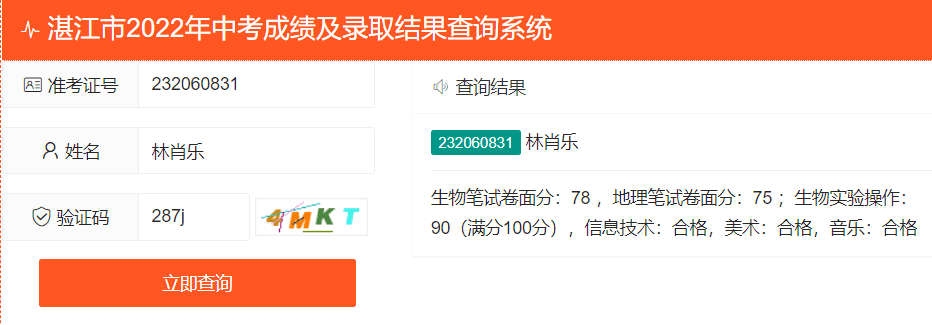 湛江市2022年中考成绩及录取结果查询系统
准考证号 232060831
姓名 林肖乐
验证码 287j 4MKT
立即查询
查询结果
232060831 林肖乐
生物笔试卷面分：78 ，地理笔试卷面分：75 ；生物实验操作：
90（满分100分），信息技术：合格，美术：合格，音乐：合格